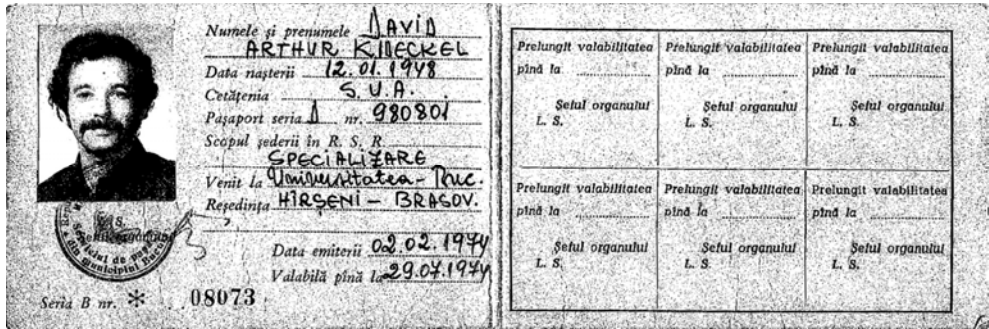 Numele și prenumele DAVID
ARTHUR KIDECKEL
Data nașterii 12.01.1948
Cetățenia S.U.A.
Pașaport seria D nr. 980801
Scopul șederii în R. S. R.
SPECIALIZARE
Venit la Universitatea - Buc.
Reședința HÎRSENI - BRASOV.
Data emiterii 02.02.1974
Valabilă pînă la 29.07.1974
L. S.
Seria B nr. * 08073
Prelungit valabilitatea Prelungit valabilitatea Prelungit valabilitatea
pînă la pînă la pînă la
Șeful organului Șeful organului Șeful organului
L. S. L. S. L. S.
Prelungit valabilitatea Prelungit valabilitatea Prelungit valabilitatea
pînă la pînă la pînă la
Șeful organului Șeful organului Șeful organului
L. S. L. S. L. S.